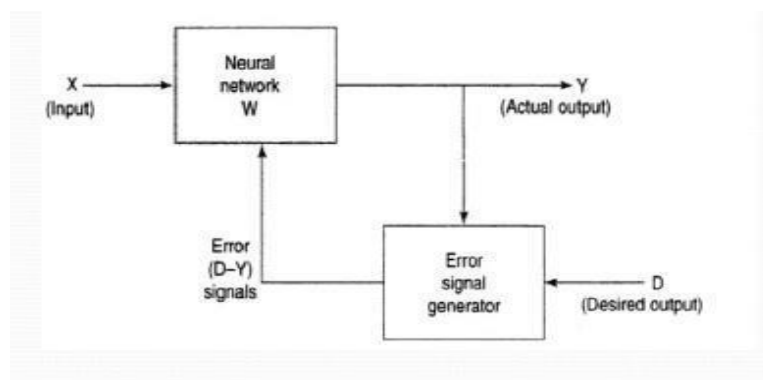 Neural
network
W
X
(Input)
Y
(Actual output)
Error
(D–Y)
signals
Error
signal
generator
D
(Desired output)